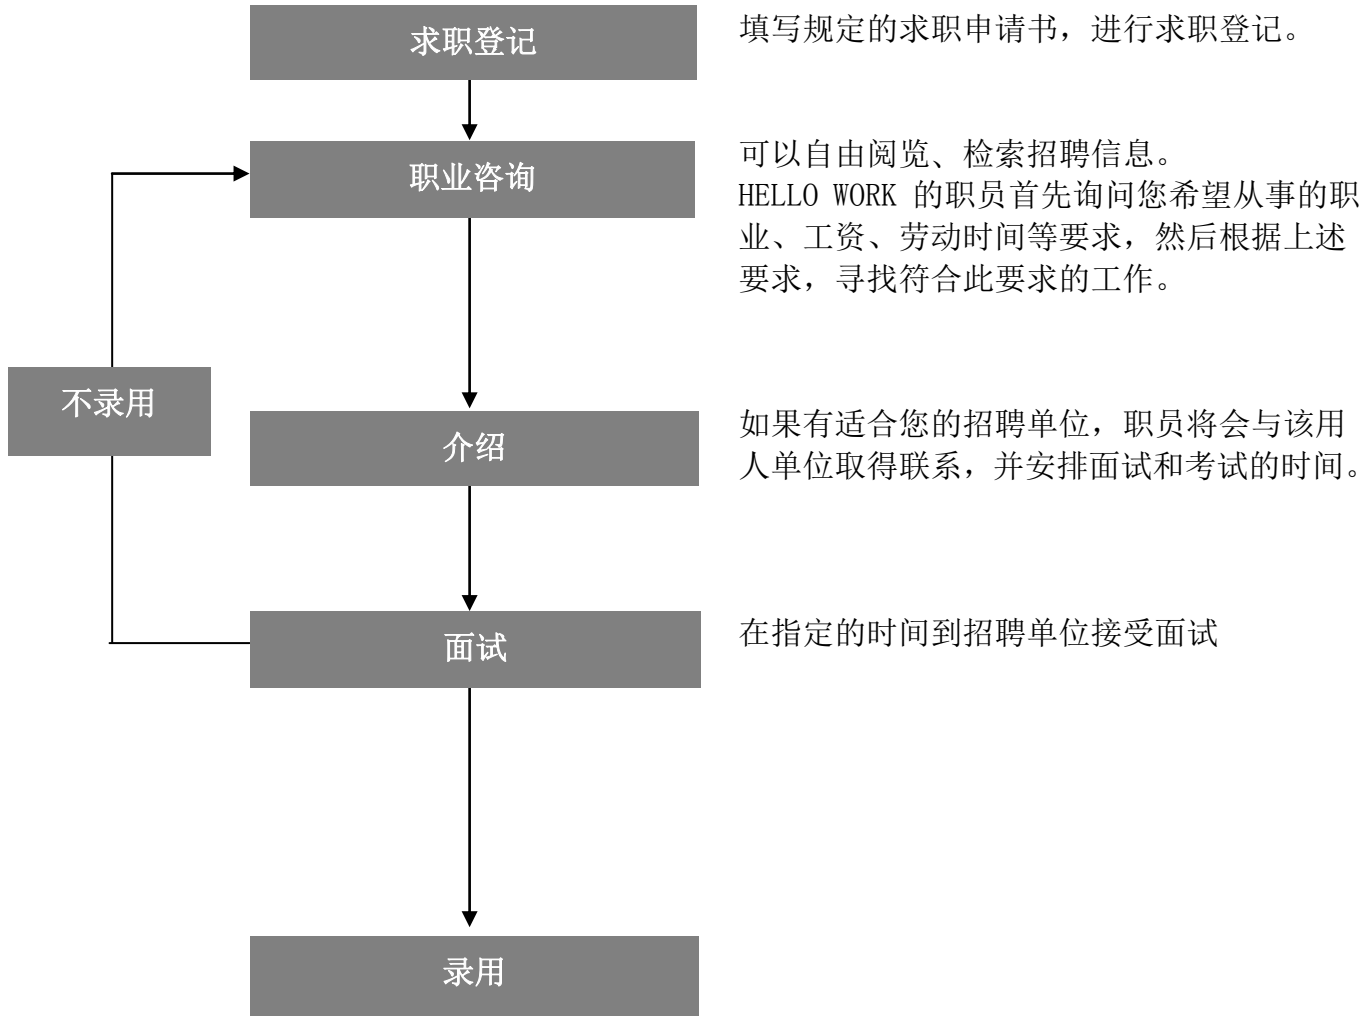 求职登记
填写规定的求职申请书，进行求职登记。
职业咨询
可以自由阅览、检索招聘信息。
HELLO WORK 的职员首先询问您希望从事的职
业、工资、劳动时间等要求，然后根据上述
要求，寻找符合此要求的工作。
不录用
介绍
如果有适合您的招聘单位，职员将会与该用
人单位取得联系，并安排面试和考试的时间。
面试
在指定的时间到招聘单位接受面试
录用